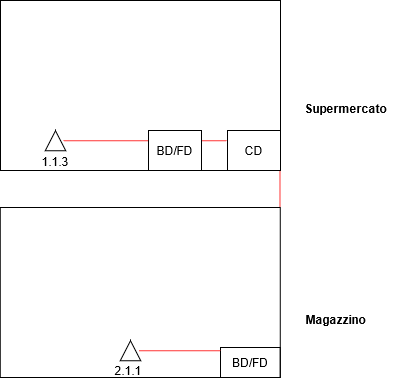 Supermercato
BD/FD
CD
1.1.3
Magazzino
2.1.1
BD/FD